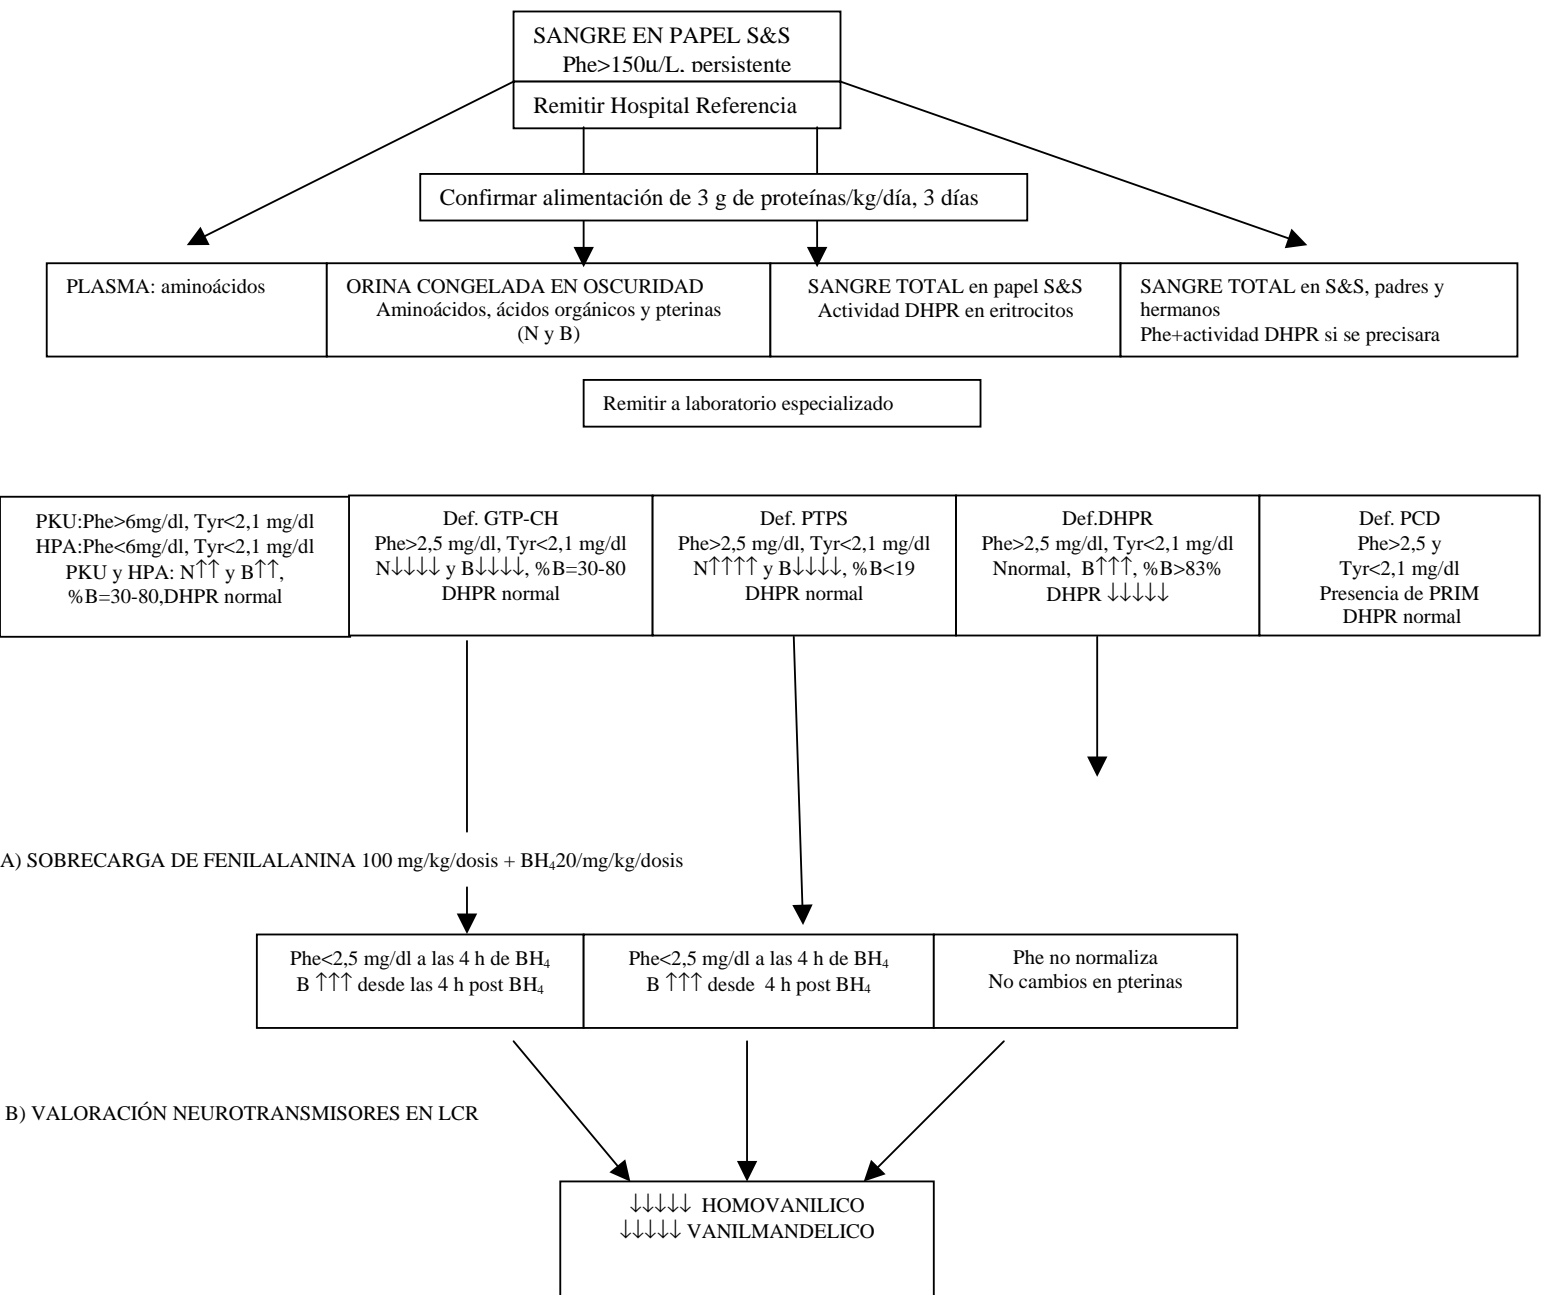 SANGRE EN PAPEL S&S
Phe>150µ/L, persistente
Remitir Hospital Referencia
Confirmar alimentación de 3 g de proteínas/kg/día, 3 días
PLASMA: aminoácidos
ORINA CONGELADA EN OSCURIDAD
Aminoácidos, ácidos orgánicos y pterinas
(N y B)
SANGRE TOTAL en papel S&S
Actividad DHPR en eritrocitos
SANGRE TOTAL en S&S, padres y
hermanos
Phe+actividad DHPR si se precisara
Remitir a laboratorio especializado
PKU:Phe>6mg/dl, Tyr<2,1 mg/dl
HPA:Phe<6mg/dl, Tyr<2,1 mg/dl
PKU y HPA: N↑↑ y B↑↑,
%B=30-80,DHPR normal
Def. GTP-CH
Phe>2,5 mg/dl, Tyr<2,1 mg/dl
N↓↓↓↓ y B↓↓↓↓, %B=30-80
DHPR normal
Def. PTPS
Phe>2,5 mg/dl, Tyr<2,1 mg/dl
N↑↑↑↑ y B↓↓↓↓, %B<19
DHPR normal
Def.DHPR
Phe>2,5 mg/dl, Tyr<2,1 mg/dl
Nnormal, B↑↑↑, %B>83%
DHPR ↓↓↓↓↓
Def. PCD
Phe>2,5 y
Tyr<2,1 mg/dl
Presencia de PRIM
DHPR normal
A) SOBRECARGA DE FENILALANINA 100 mg/kg/dosis + BH₄20/mg/kg/dosis
Phe<2,5 mg/dl a las 4 h de BH₄
B ↑↑↑ desde las 4 h post BH₄
Phe<2,5 mg/dl a las 4 h de BH₄
B ↑↑↑ desde 4 h post BH₄
Phe no normaliza
No cambios en pterinas
B) VALORACIÓN NEUROTRANSMISORES EN LCR
↓↓↓↓↓ HOMOVANILICO
↓↓↓↓↓ VANILMANDELICO